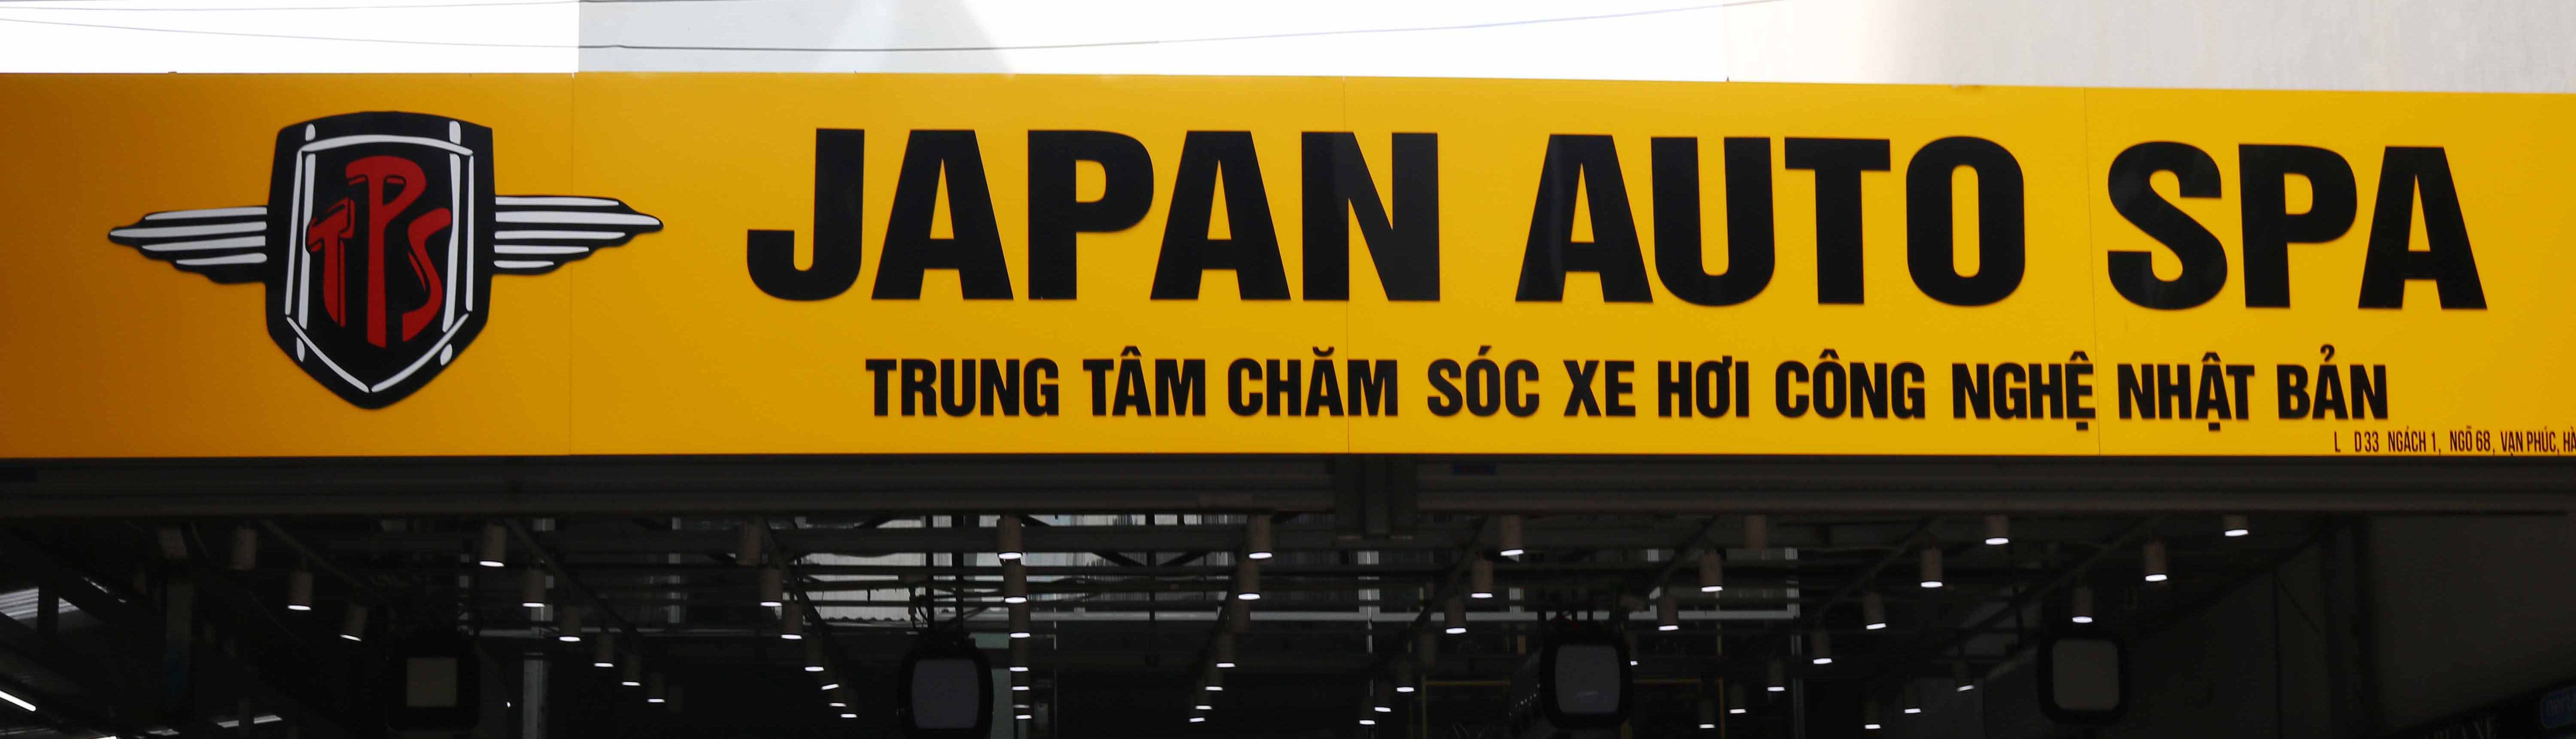 TPS
JAPAN AUTO SPA
TRUNG TÂM CHĂM SÓC XE HƠI CÔNG NGHỆ NHẬT BẢN
L D33 NGÁCH 1, NGÕ 68, VẠN PHÚC, HÀ